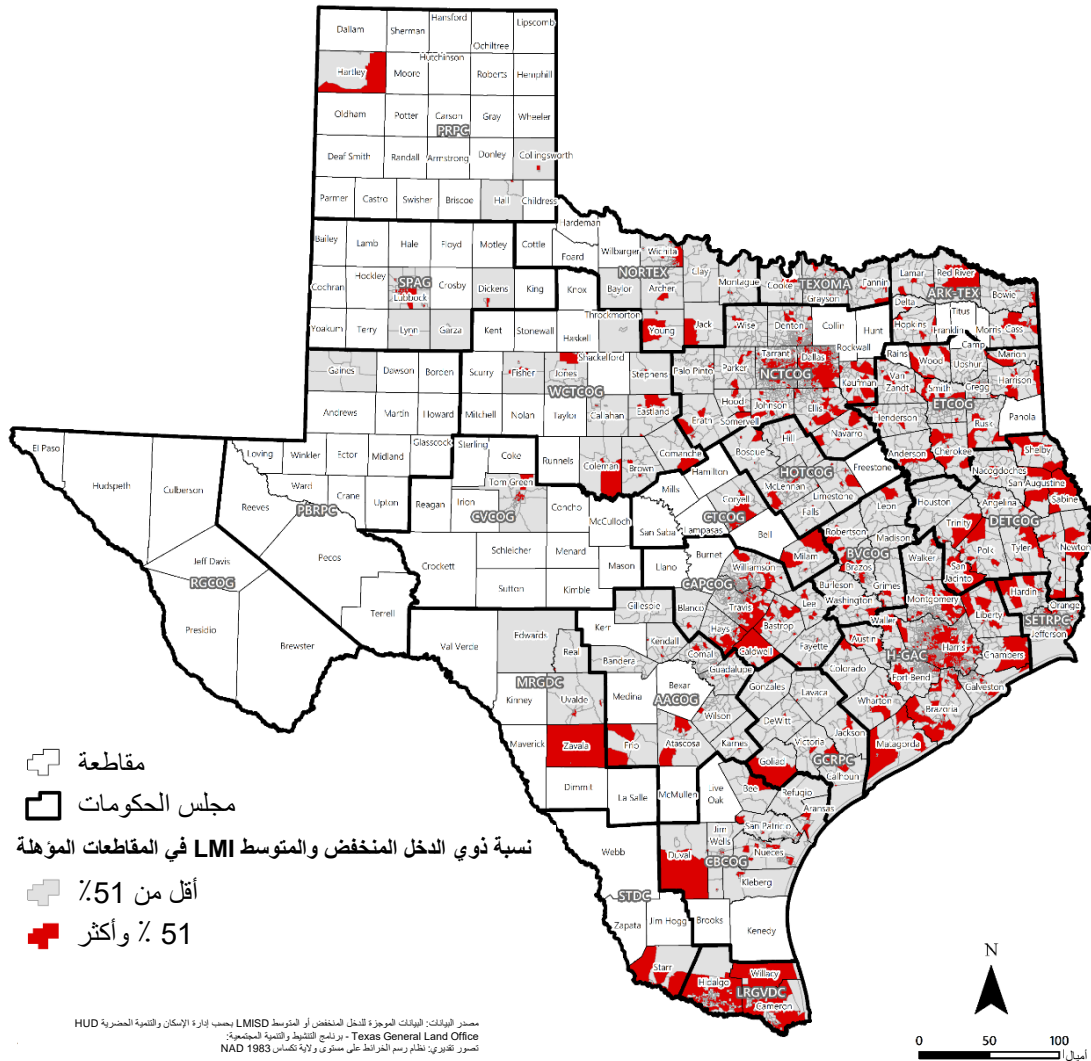 Dallam Sherman Hansford Ochiltree Lipscomb
Hartley Moore Hutchinson Roberts Hemphill
Oldham Potter Carson Gray Wheeler
PRPC
Deaf Smith Randall Armstrong Donley Collingsworth
Parmer Castro Swisher Briscoe Hall Childress
Bailey Lamb Hale Floyd Motley Cottle Hardeman Foard Wilbarger Wichita
NORTEX
Cochran Hockley SPAG Lubbock Crosby Dickens King Knox Baylor Archer Clay Montague Cooke TEXOMA Grayson Fannin Lamar Red River ARK-TEX Bowie
Yoakum Terry Lynn Garza Kent Stonewall Haskell Throckmorton Young Jack Wise Denton Collin Hunt Delta Hopkins Franklin Titus Morris Cass Camp
Gaines Dawson Borden Scurry Fisher Jones Shackelford Stephens Palo Pinto Parker Tarrant Dallas Rockwall NCTCOG Kaufman Rains Wood Upshur Marion
WCTCOG
Andrews Martin Howard Mitchell Nolan Taylor Callahan Eastland Erath Hood Somervell Johnson Ellis Van Zandt Smith Gregg Harrison ETCOG
Henderson Rusk Panola Navarro Anderson Cherokee Shelby
El Paso Hudspeth Culberson Loving Winkler Ector Midland Glasscock Sterling Coke Runnels Coleman Brown Comanche Hamilton Bosque Hill HOTCOG Freestone
Reeves Ward Crane Upton Reagan Irion Tom Green Concho McCulloch Mills San Saba Lampasas Coryell CTCOG Bell McLennan Limestone Falls Leon Houston Nacogdoches San Augustine Sabine Angelina DETCOG
PBRPC CVCOG
Jeff Davis RGCOG Pecos Crockett Schleicher Menard Mason Llano Burnet Williamson Milam Robertson Madison BVCOG Brazos Trinity Walker Polk Tyler Newton San Jacinto
Presidio Brewster Terrell Sutton Kimble Gillespie Blanco CAPCOG Travis Hays Bastrop Lee Burleson Washington Grimes Montgomery Liberty Hardin Orange SETRPC Jefferson
Val Verde Edwards Real Kerr Kendall Bandera Comal Guadalupe Caldwell Fayette Austin Waller H-GAC Harris Chambers
MRGDC Kinney Uvalde Medina Bexar AACOG Wilson Gonzales Lavaca Colorado Fort Bend Galveston Wharton Brazoria
Maverick Zavala Frio Atascosa Karnes DeWitt Victoria Jackson Matagorda GCRPC Goliad Calhoun
Dimmit La Salle McMullen Live Oak Bee Refugio Aransas San Patricio
Webb Duval Jim Wells Nueces CBCOG Kleberg
STDC
Zapata Jim Hogg Brooks Kenedy
Starr Hidalgo Willacy LRGVDC Cameron
مقاطعة
مجلس الحكومات
نسبة ذوي الدخل المنخفض والمتوسط LMI في المقاطعات المؤهلة
أقل من 51٪
51 ٪ وأكثر
مصدر البيانات: البيانات الموجزة للدخل المنخفض أو المتوسط LMISD بحسب إدارة الإسكان والتنمية الحضرية HUD
Texas General Land Office - برنامج التنشيط والتنمية المجتمعية:
تصور تقديري: نظام رسم الخرائط على مستوى ولاية تكساس NAD 1983
N
0 50 100
أميال